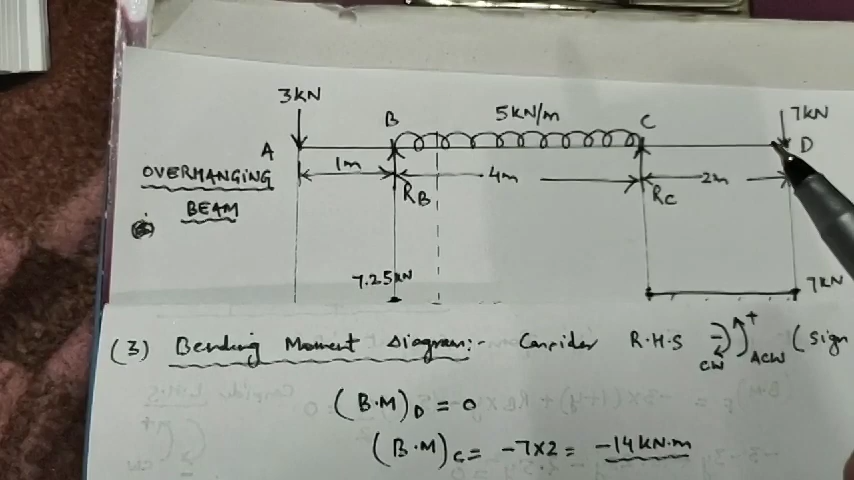 3kN
B 5kN/m C 7kN
A D
1m 4m 2m
OVERHANGING
BEAM
RB RC
7.25kN
7kN
(3) Bending Moment Diagram:- Consider R.H.S CW ACW + (Sign
(B.M)D = 0
(B.M)C = -7×2 = -14kN.m